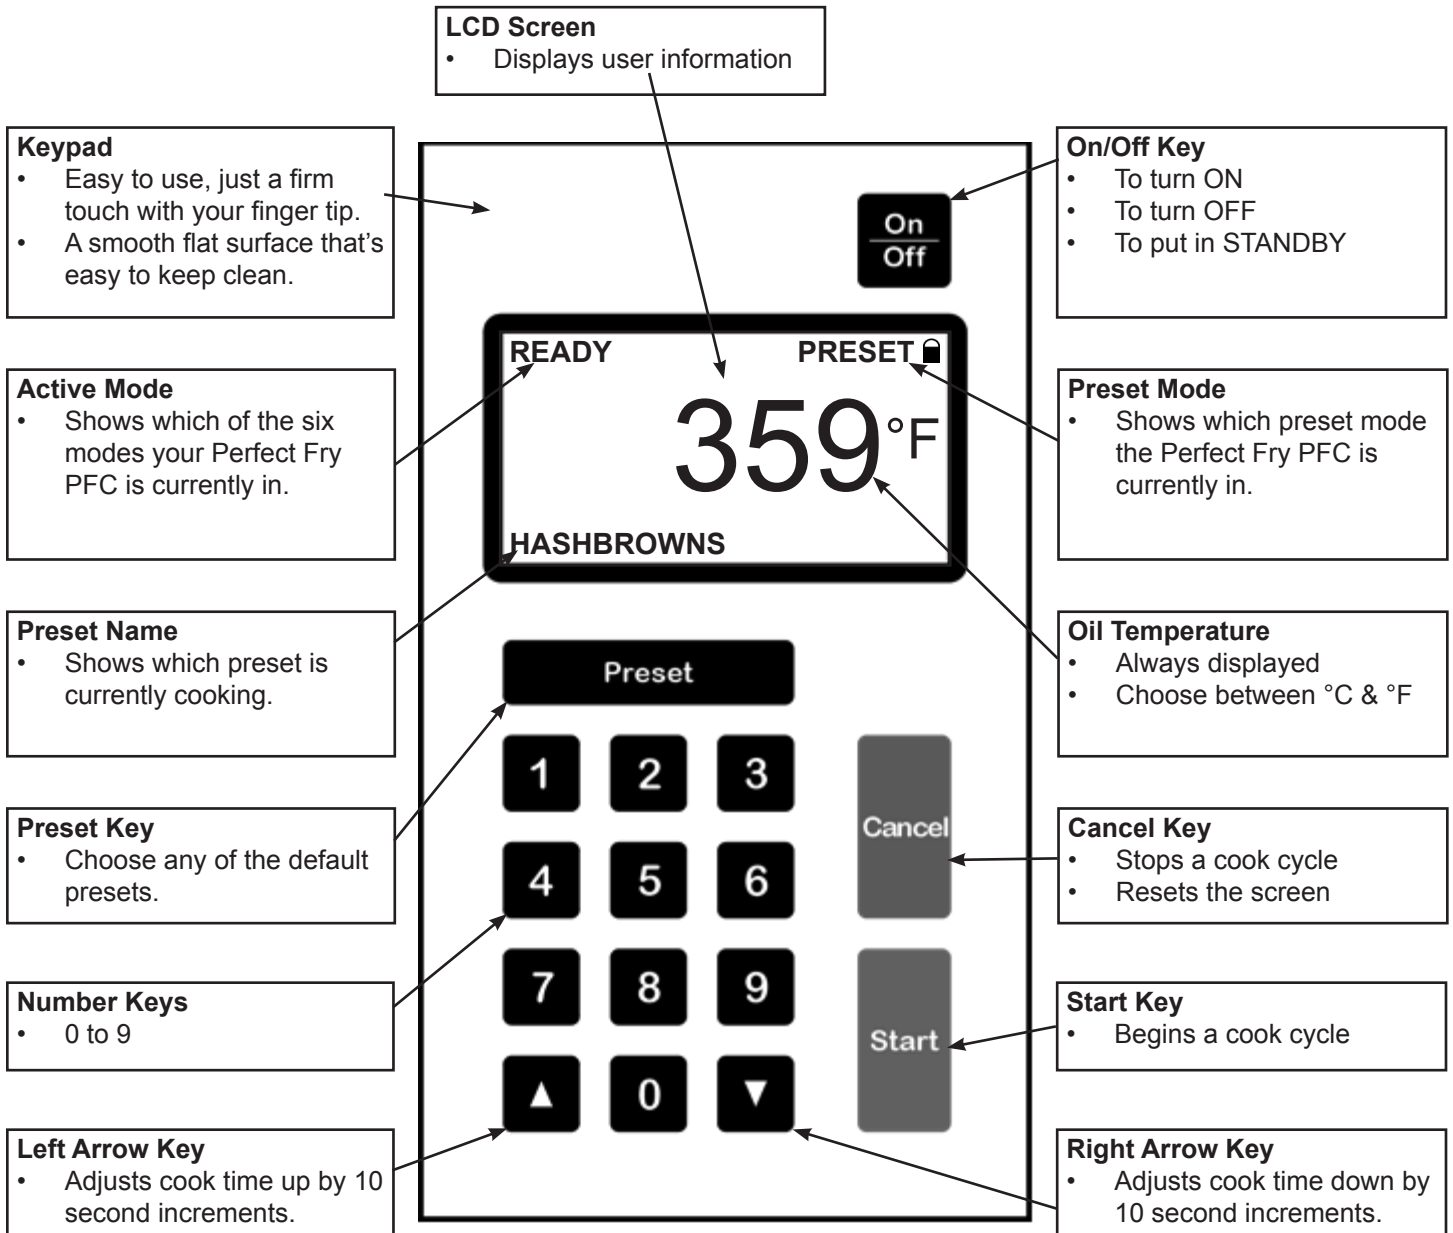 LCD Screen
• Displays user information
Keypad
• Easy to use, just a firm
touch with your finger tip.
• A smooth flat surface that's
easy to keep clean.
On/Off Key
• To turn ON
• To turn OFF
• To put in STANDBY
On
Off
READY PRESET
359°F
HASHBROWNS
Active Mode
• Shows which of the six
modes your Perfect Fry
PFC is currently in.
Preset Mode
• Shows which preset mode
the Perfect Fry PFC is
currently in.
Preset Name
• Shows which preset is
currently cooking.
Oil Temperature
• Always displayed
• Choose between °C & °F
Preset
1 2 3
4 5 6
7 8 9
▲ 0 ▼
Cancel
Start
Preset Key
• Choose any of the default
presets.
Cancel Key
• Stops a cook cycle
• Resets the screen
Number Keys
• 0 to 9
Start Key
• Begins a cook cycle
Left Arrow Key
• Adjusts cook time up by 10
second increments.
Right Arrow Key
• Adjusts cook time down by
10 second increments.